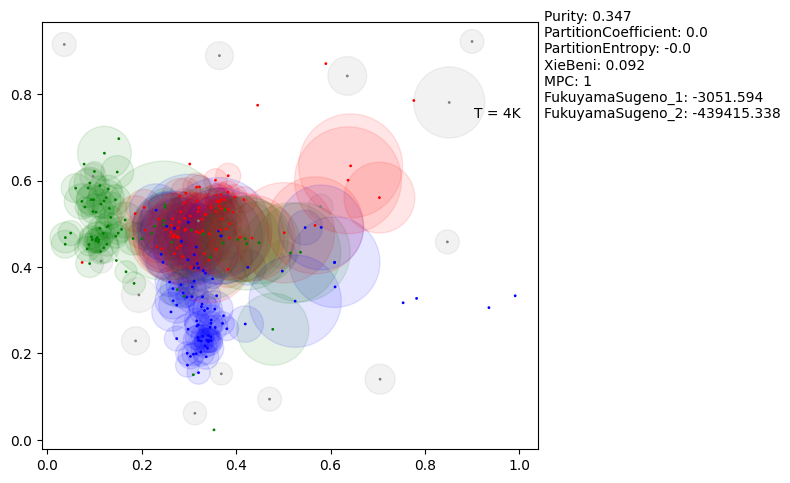 Purity: 0.347
PartitionCoefficient: 0.0
PartitionEntropy: -0.0
XieBeni: 0.092
MPC: 1
FukuyamaSugeno_1: -3051.594
FukuyamaSugeno_2: -439415.338
T = 4K
0.8
0.6
0.4
0.2
0.0
0.0 0.2 0.4 0.6 0.8 1.0